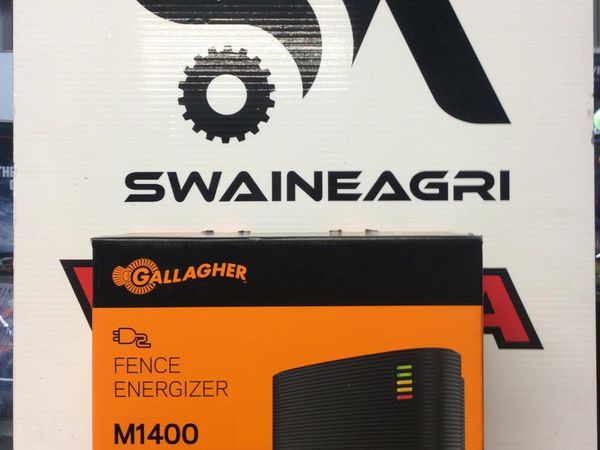 SWAINEAGRI
GALLAGHER
FENCE
ENERGIZER
M1400